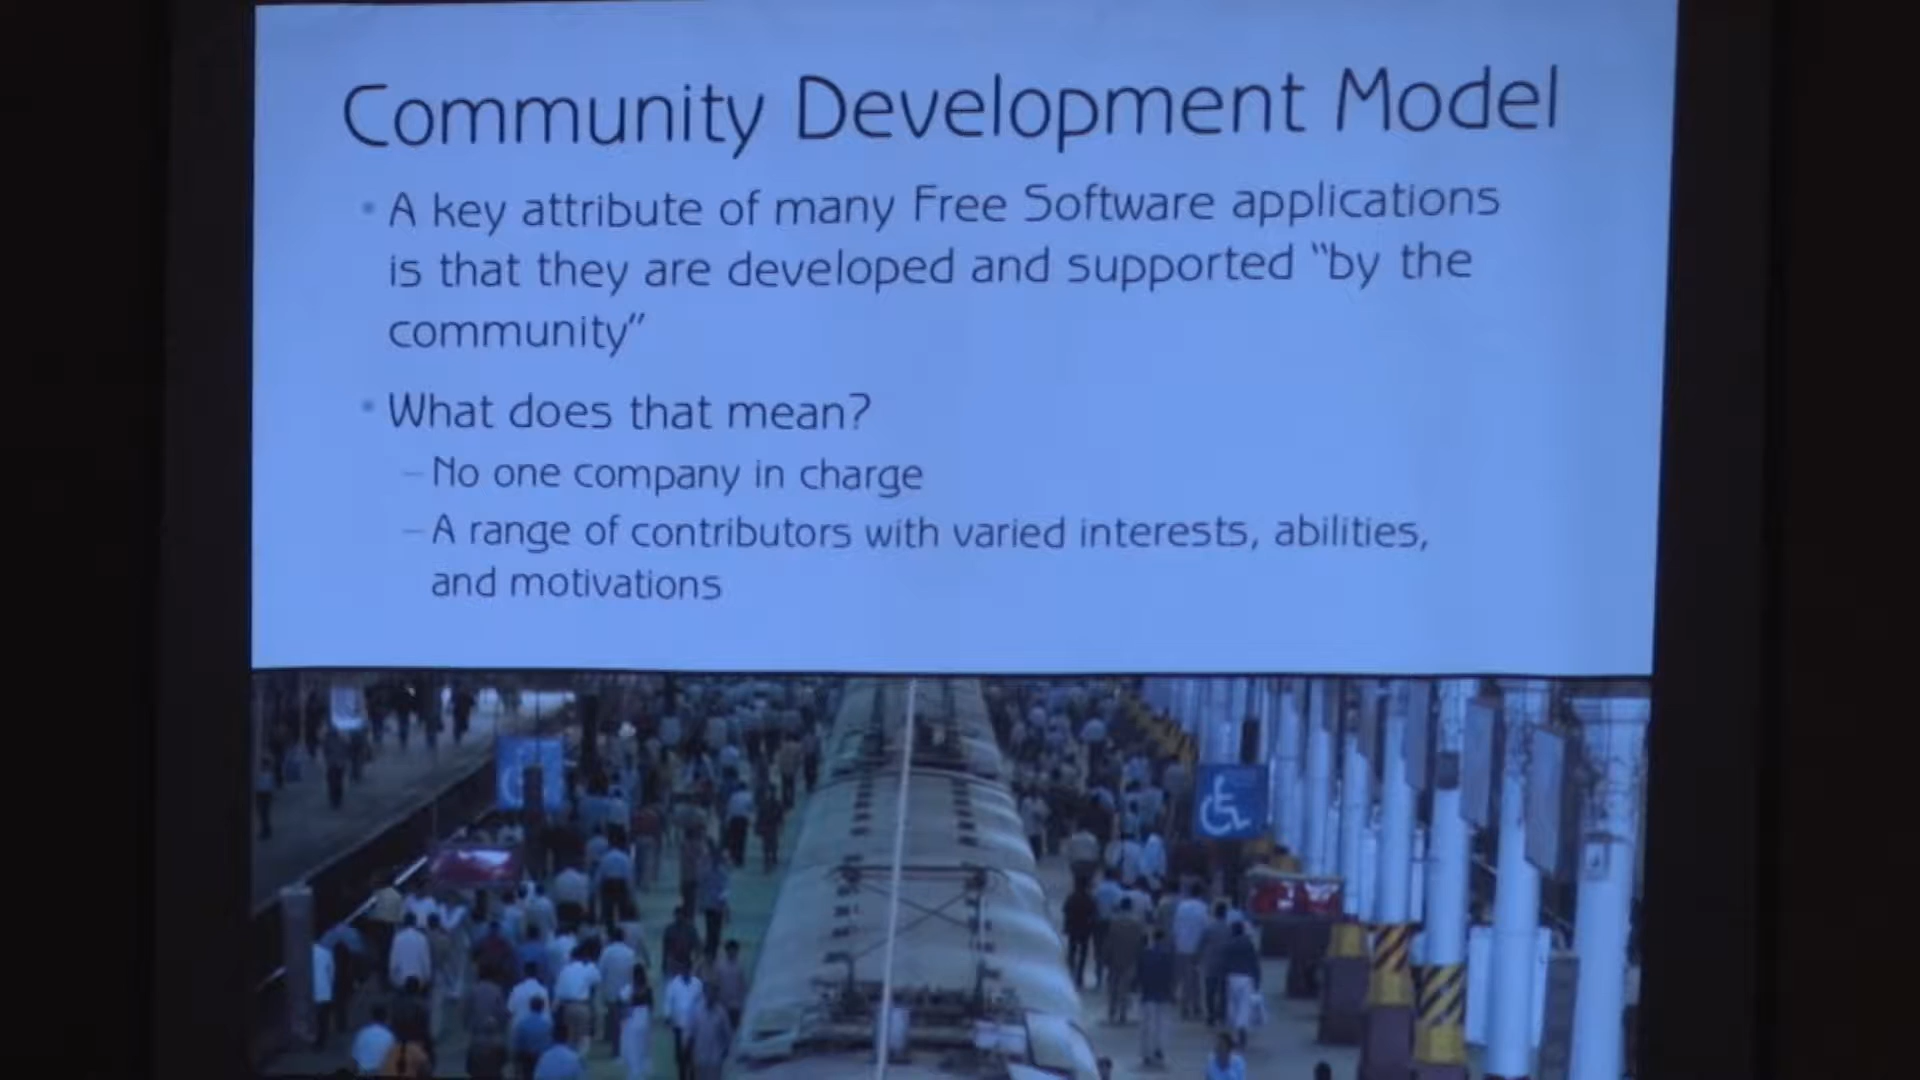 Community Development Model
• A key attribute of many Free Software applications
is that they are developed and supported “by the
community”
• What does that mean?
– No one company in charge
– A range of contributors with varied interests, abilities,
and motivations